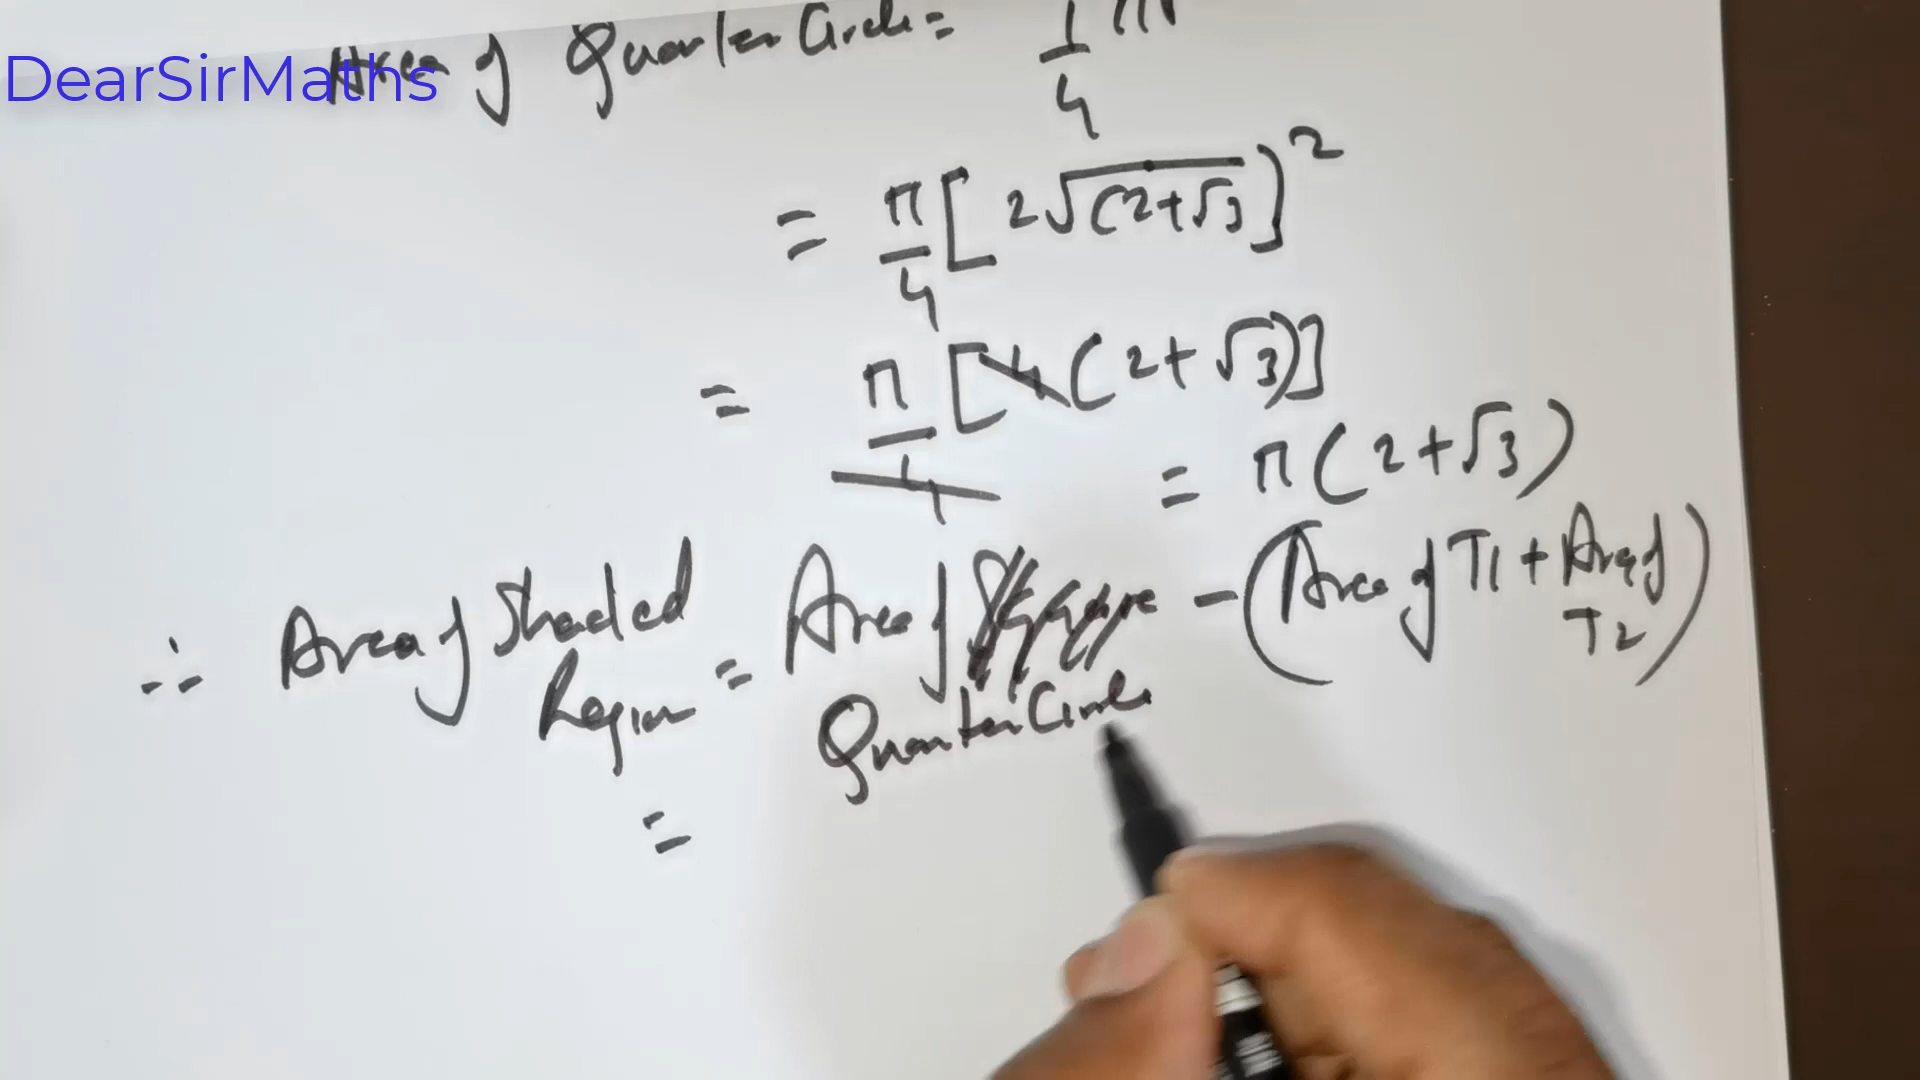 DearSirMaths
Area of Quarter Circle = 1/4 πr
= π/4 [2√(2+√3)]²
= π/4 [4(2+√3)]
= π(2+√3)
∴ Area of Shaded Region = Area of Quarter Circle - (Area of T1 + Area of T2)
=